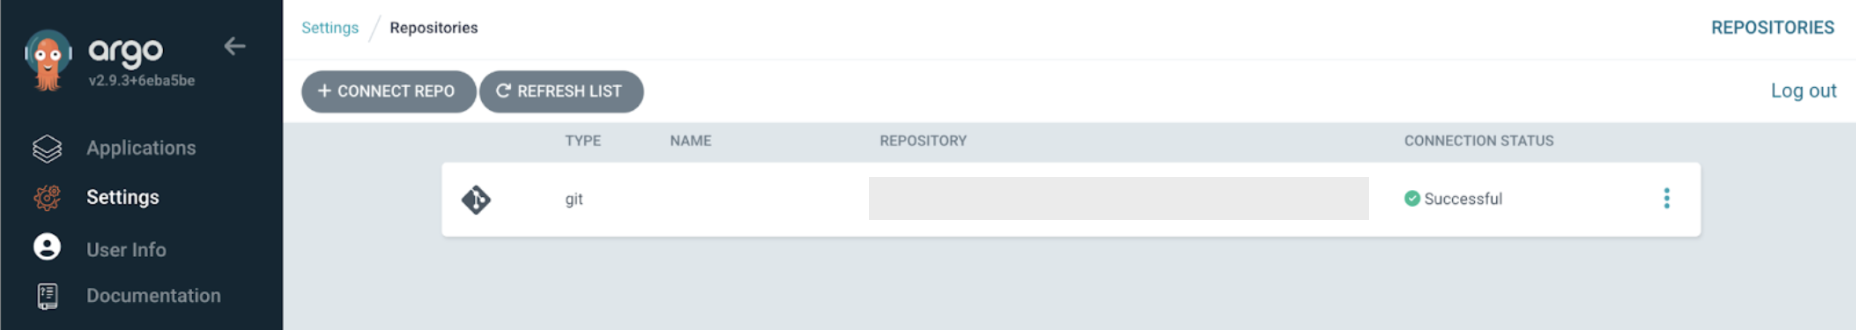 argo
v2.9.3+6eba5be
Applications
Settings
User Info
Documentation
Settings / Repositories
REPOSITORIES
+ CONNECT REPO
REFRESH LIST
Log out
TYPE NAME REPOSITORY CONNECTION STATUS
git Successful